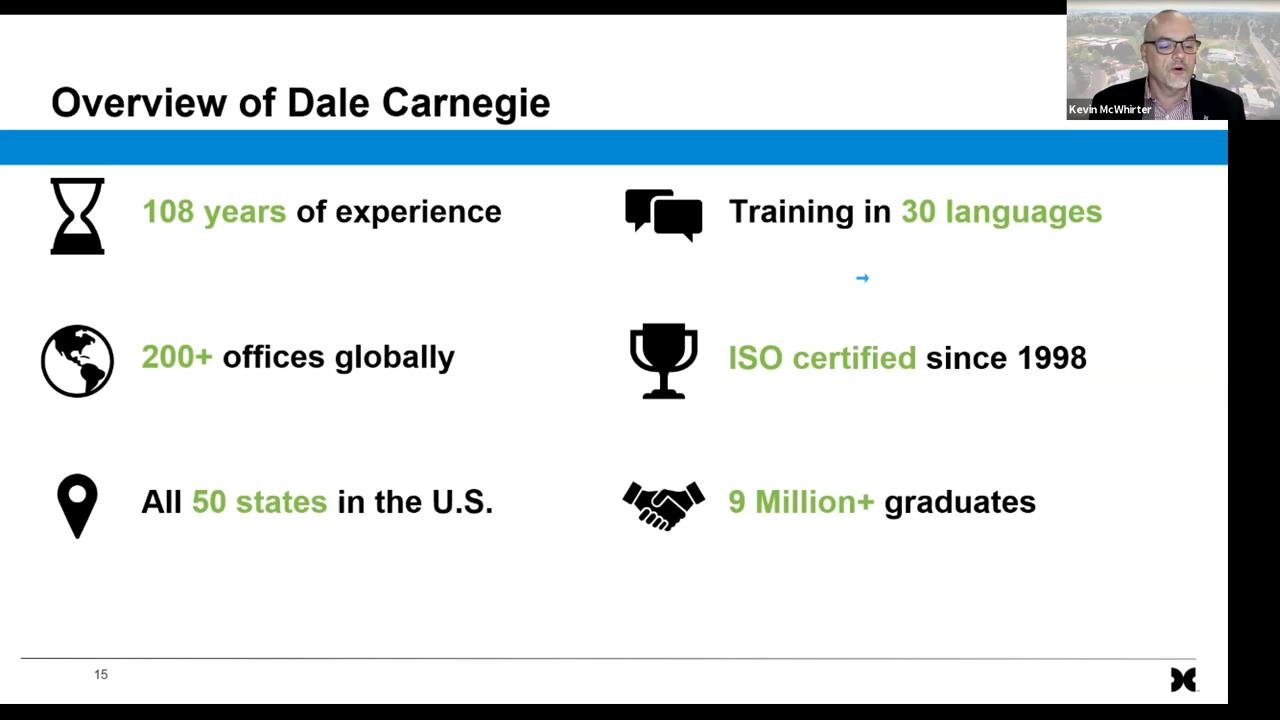 Kevin McWhirter
Overview of Dale Carnegie
108 years of experience
Training in 30 languages
200+ offices globally
ISO certified since 1998
All 50 states in the U.S.
9 Million+ graduates
15